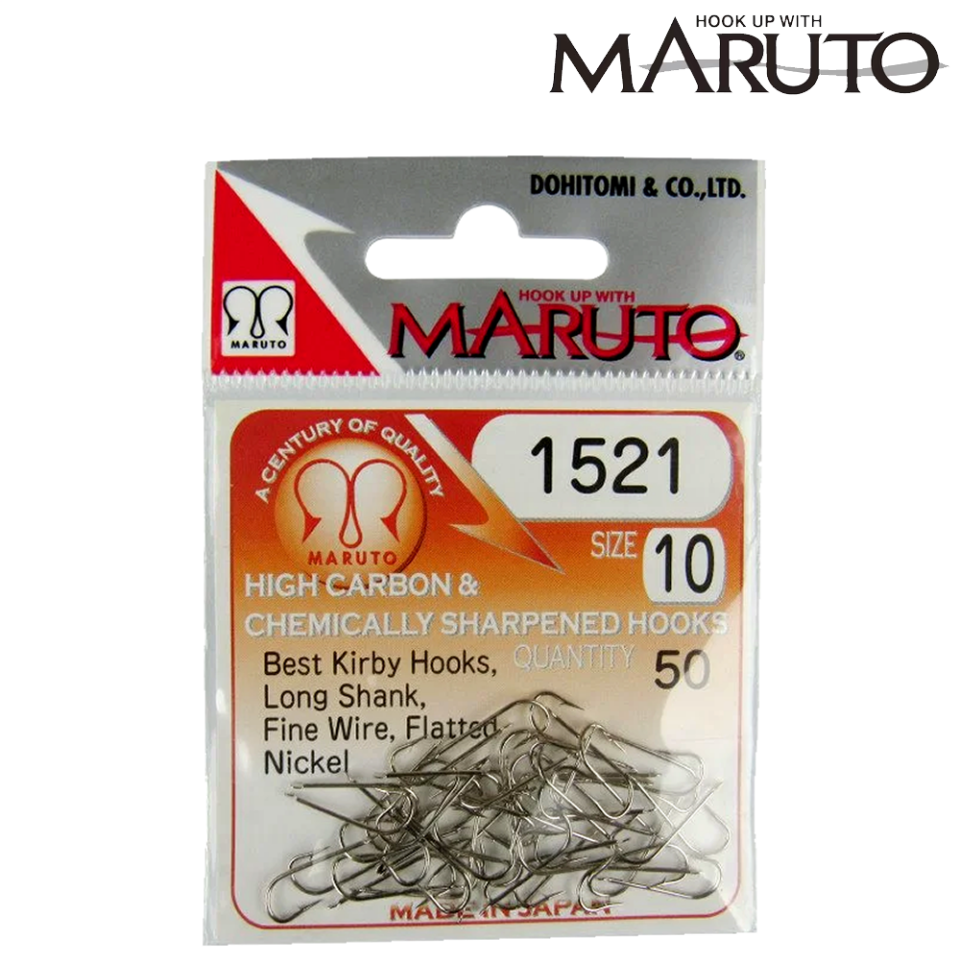 HOOK UP WITH
MARUTO
DOHITOMI & CO.,LTD.
HOOK UP WITH
MARUTO®
MARUTO
A CENTURY OF QUALITY
MARUTO
1521
SIZE 10
HIGH CARBON &
CHEMICALLY SHARPENED HOOKS
QUANTITY 50
Best Kirby Hooks,
Long Shank,
Fine Wire, Flatted
Nickel
MADE IN JAPAN